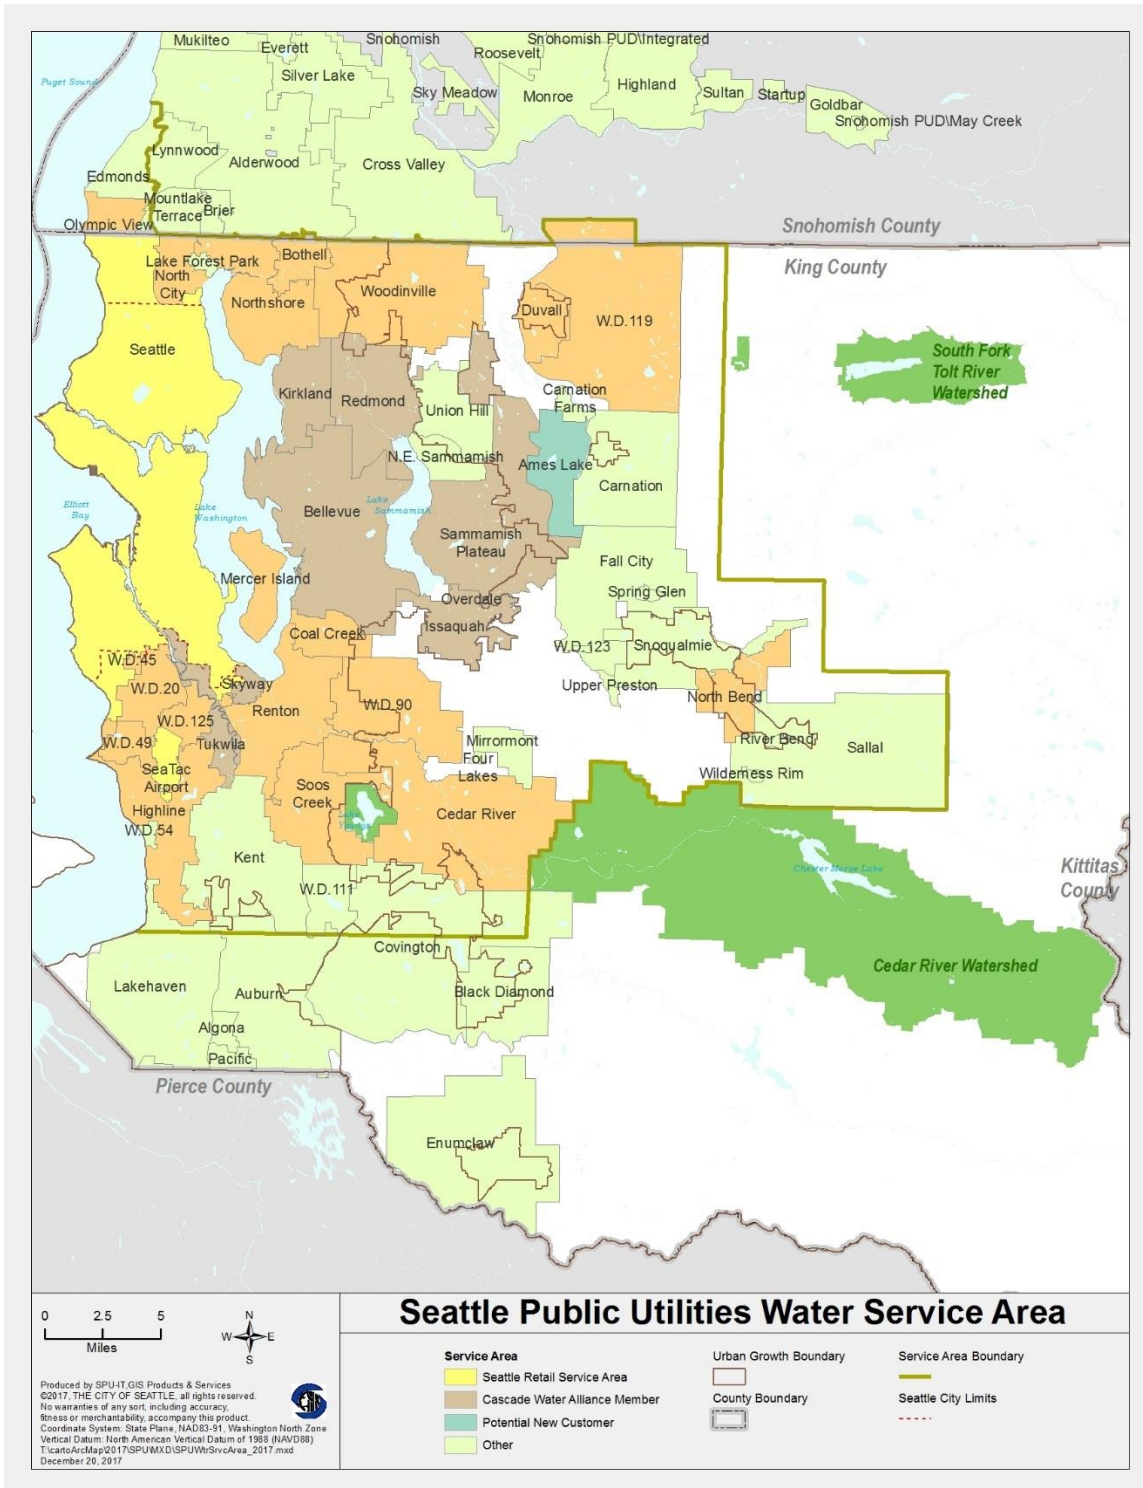 Mukilteo
Everett
Snohomish
Snohomish PUD\Integrated
Roosevelt
Puget Sound
Silver Lake
Sky Meadow
Monroe
Highland
Sultan
Startup
Goldbar
Snohomish PUD\May Creek
Lynnwood
Alderwood
Cross Valley
Edmonds
Mountlake
Terrace
Brier
Olympic View
Snohomish County
King County
Lake Forest Park
Bothell
North
City
Northshore
Woodinville
Duvall
W.D.119
Seattle
South Fork
Tolt River
Watershed
Kirkland
Redmond
Union Hill
Carnation
Farms
N.E. Sammamish
Ames Lake
Carnation
Elliott
Bay
Lake
Washington
Bellevue
Lake
Sammamish
Sammamish
Plateau
Fall City
Mercer Island
Spring Glen
Overdale
Issaquah
Coal Creek
W.D.123
Snoqualmie
W.D.45
Skyway
W.D.20
Upper Preston
North Bend
Renton
W.D.90
W.D.125
W.D.49
Tukwila
Mirrormont
River Bend
Sallal
Four
Lakes
SeaTac
Airport
Wilderness Rim
Soos
Creek
Highline
Lake
Youngs
Cedar River
W.D.54
Kent
W.D.111
Chester Morse Lake
Kittitas
County
Covington
Cedar River Watershed
Lakehaven
Auburn
Black Diamond
Algona
Pacific
Pierce County
Enumclaw
0 2.5 5
Miles
N
W E
S
Seattle Public Utilities Water Service Area
Service Area
Seattle Retail Service Area
Cascade Water Alliance Member
Potential New Customer
Other
Urban Growth Boundary
County Boundary
Service Area Boundary
Seattle City Limits
Produced by SPU-IT,GIS Products & Services
©2017, THE CITY OF SEATTLE, all rights reserved.
No warranties of any sort, including accuracy,
fitness or merchantability, accompany this product.
Coordinate System: State Plane, NAD83-91, Washington North Zone
Vertical Datum: North American Vertical Datum of 1988 (NAVD88)
T:\cartoArcMap\2017\SPU\MXD\SPUWtrSrvcArea_2017.mxd
December 20, 2017